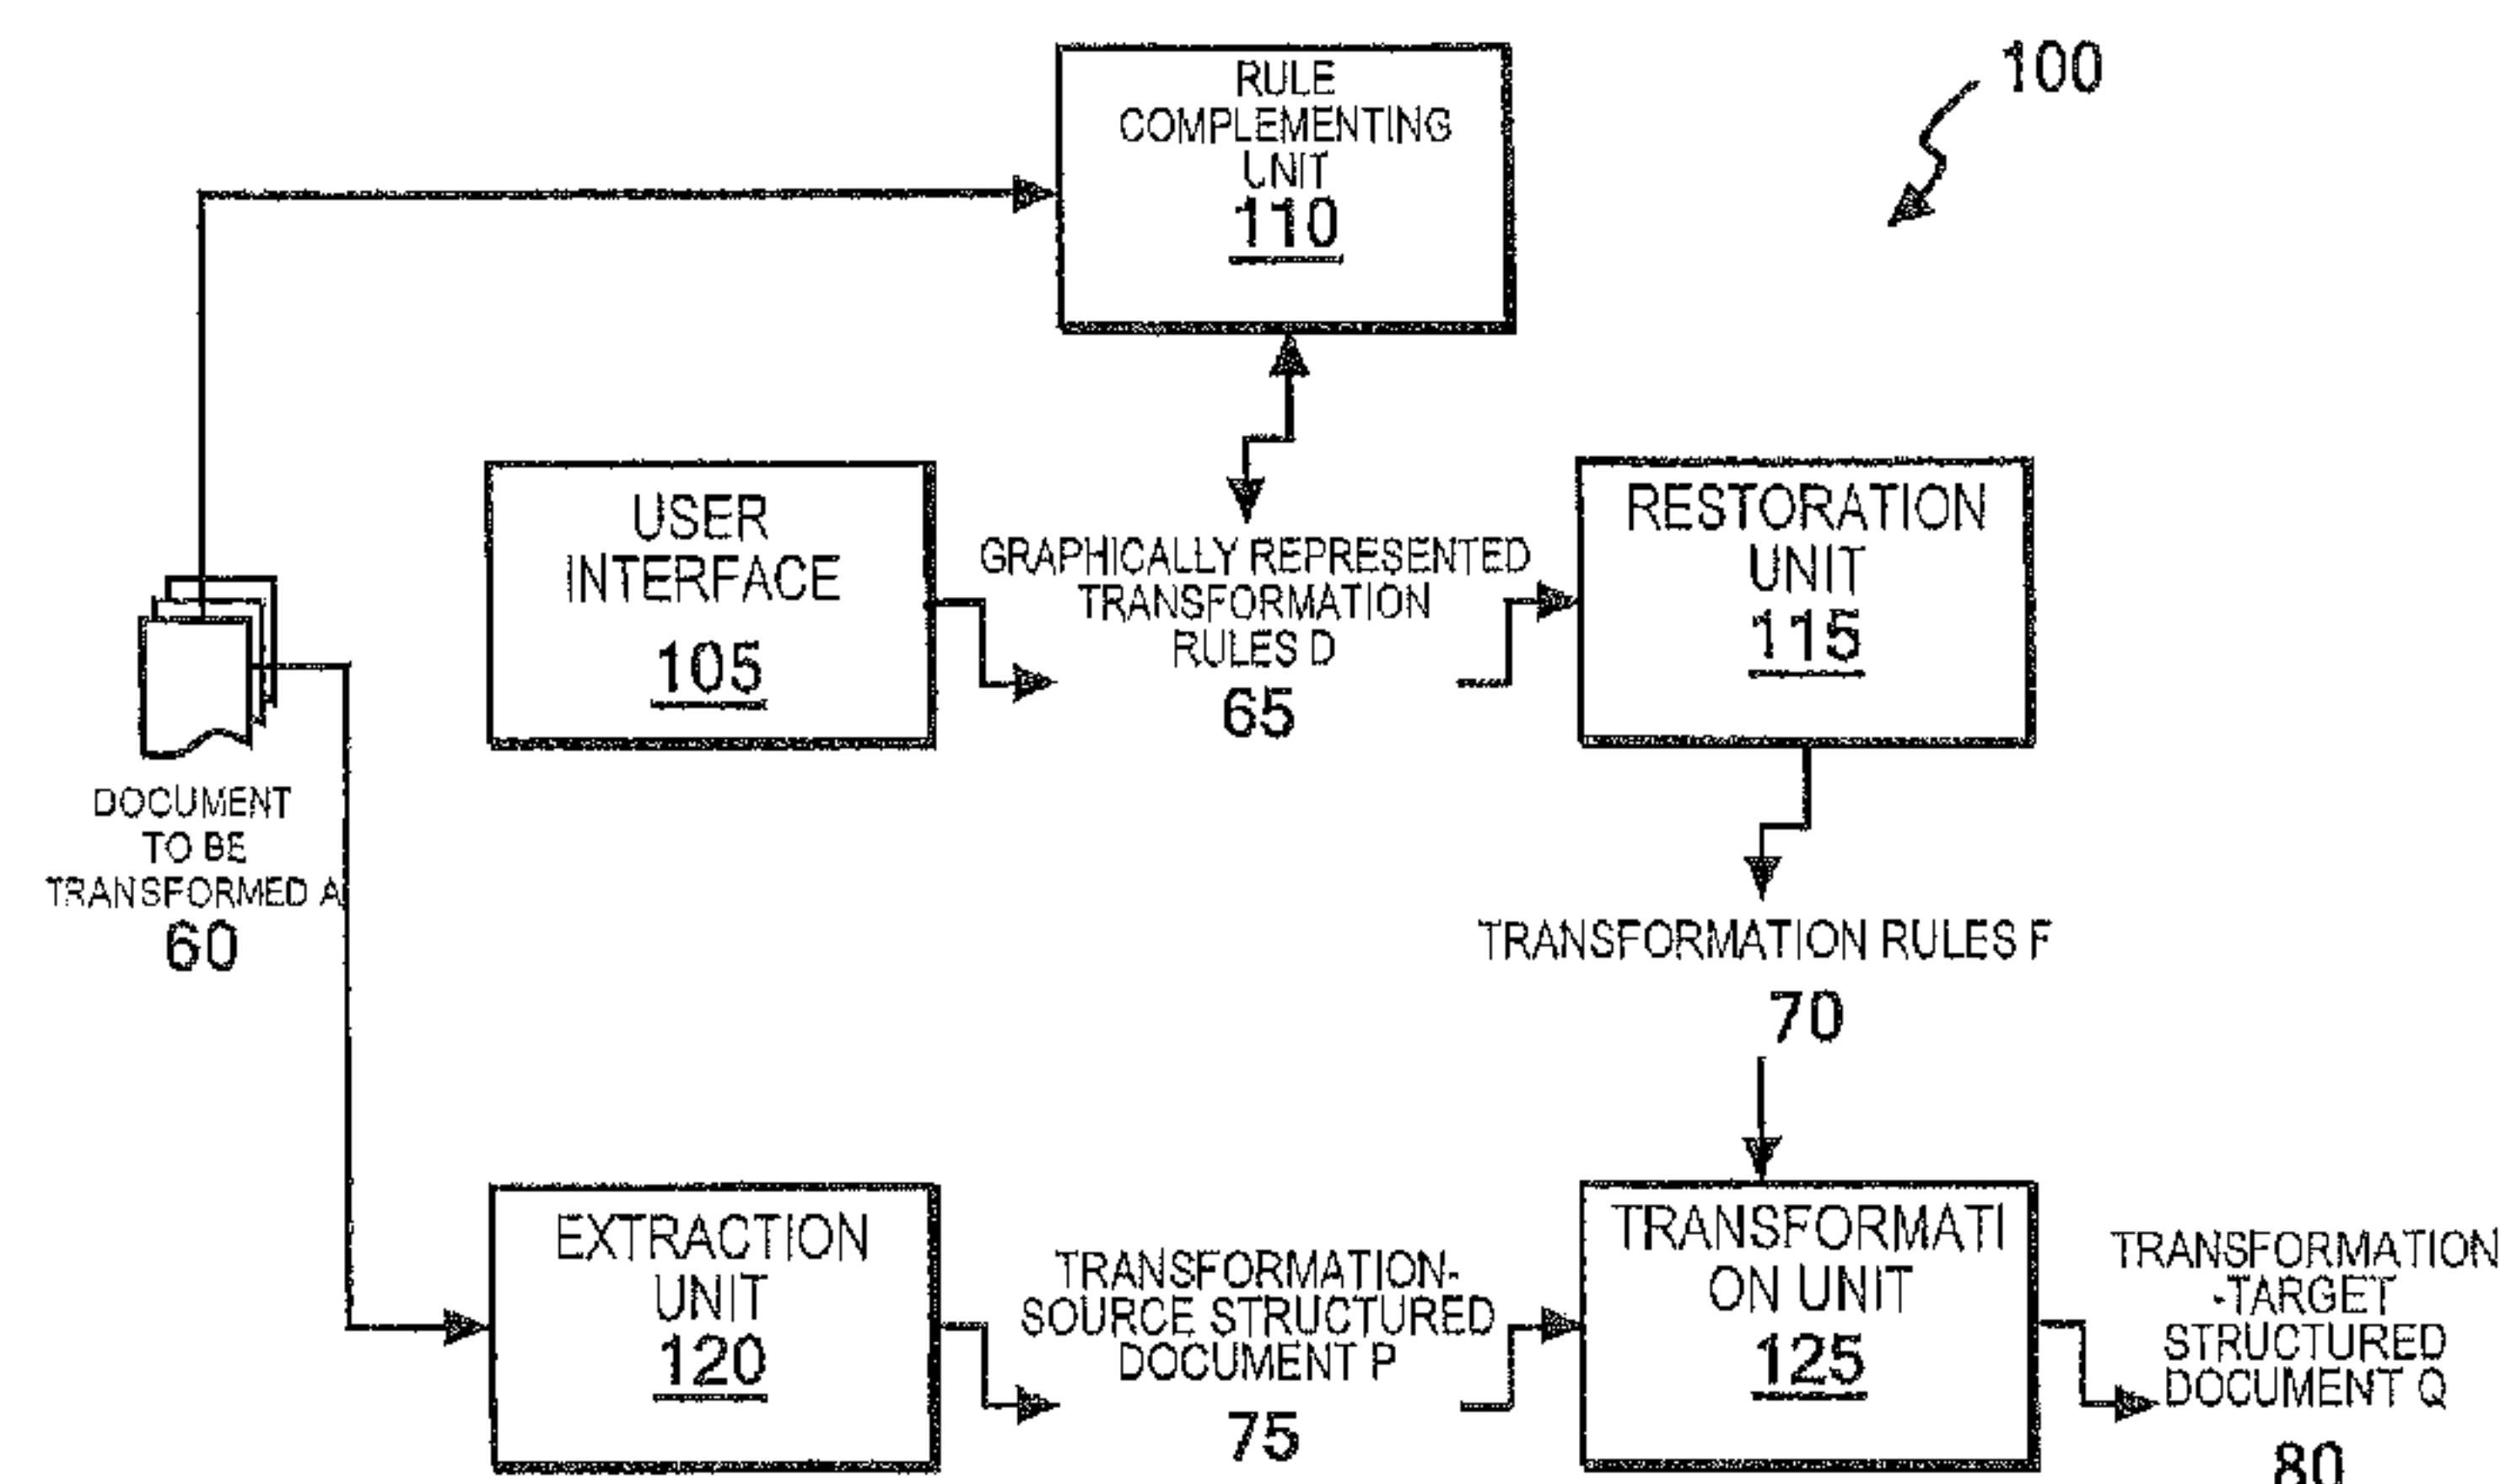 100
RULE
COMPLEMENTING
UNIT
110
USER
INTERFACE
105
GRAPHICALLY REPRESENTED
TRANSFORMATION
RULES D
65
RESTORATION
UNIT
115
DOCUMENT
TO BE
TRANSFORMED A
60
TRANSFORMATION RULES F
70
EXTRACTION
UNIT
120
TRANSFORMATION-
SOURCE STRUCTURED
DOCUMENT P
75
TRANSFORMATI
ON UNIT
125
TRANSFORMATION
-TARGET
STRUCTURED
DOCUMENT Q
80